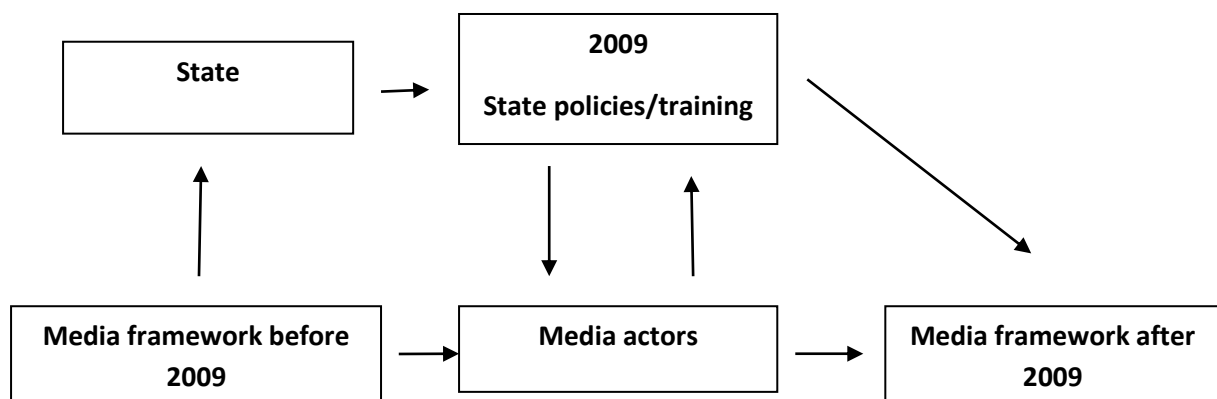 State
2009
State policies/training
Media framework before
2009
Media actors
Media framework after
2009